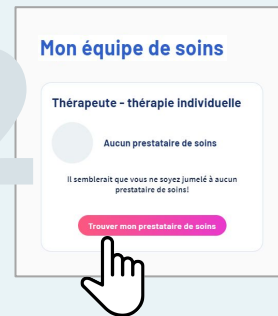 Mon équipe de soins
Thérapeute - thérapie individuelle
Aucun prestataire de soins
Il semblerait que vous ne soyez jumelé à aucun
prestataire de soins!
Trouver mon prestataire de soins